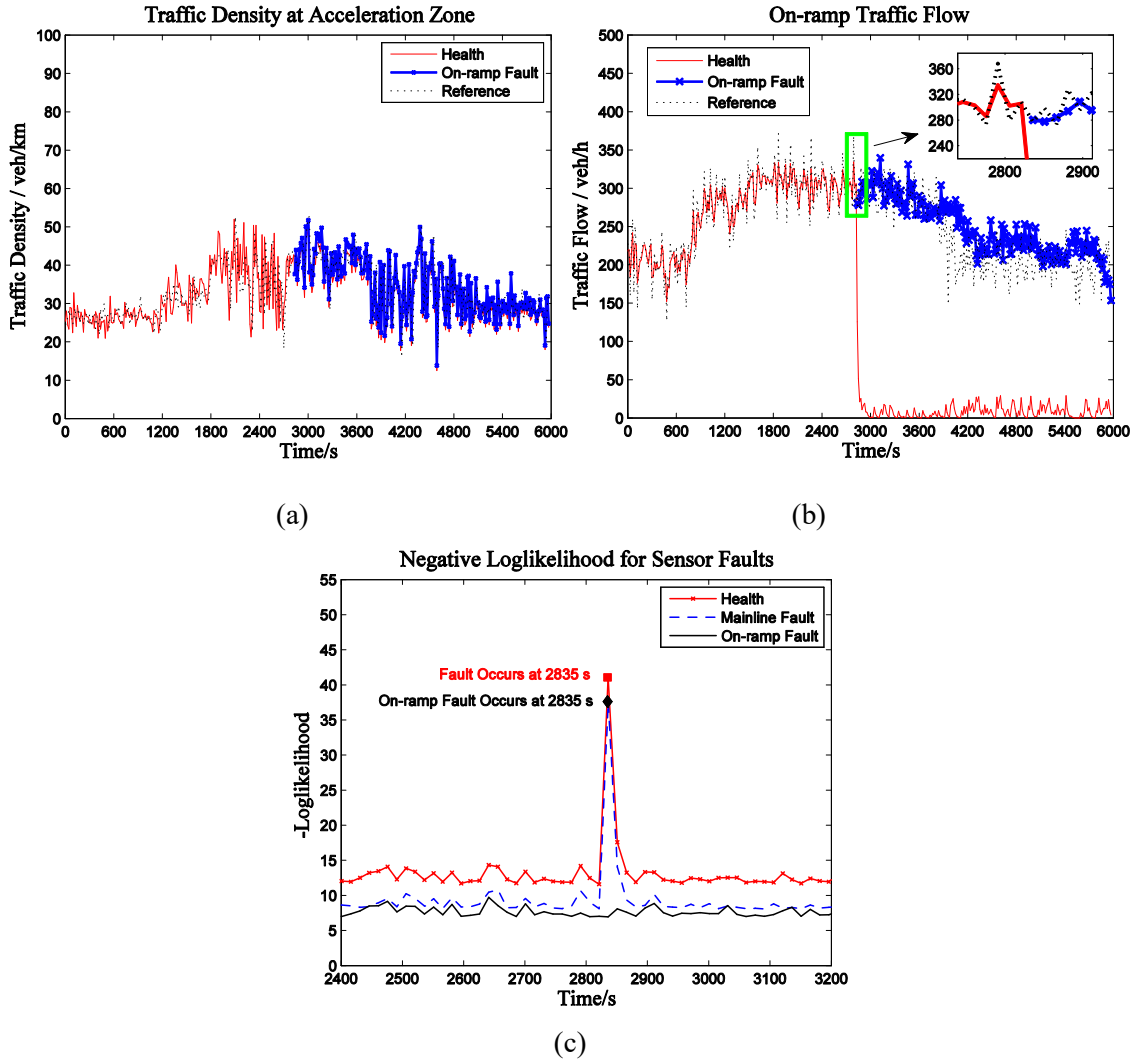 Traffic Density at Acceleration Zone
100
90
80
70
60
50
40
30
20
10
0
Traffic Density / veh/km
Health
On-ramp Fault
Reference
0 600 1200 1800 2400 3000 3600 4200 4800 5400 6000
Time/s
(a)
On-ramp Traffic Flow
500
450
400
350
300
250
200
150
100
50
0
Traffic Flow / veh/h
Health
On-ramp Fault
Reference
360
320
280
240
2800 2900
0 600 1200 1800 2400 3000 3600 4200 4800 5400 6000
Time/s
(b)
Negative Loglikelihood for Sensor Faults
55
50
45
40
35
30
25
20
15
10
5
0
-Loglikelihood
Health
Mainline Fault
On-ramp Fault
Fault Occurs at 2835 s
On-ramp Fault Occurs at 2835 s
2400 2500 2600 2700 2800 2900 3000 3100 3200
Time/s
(c)